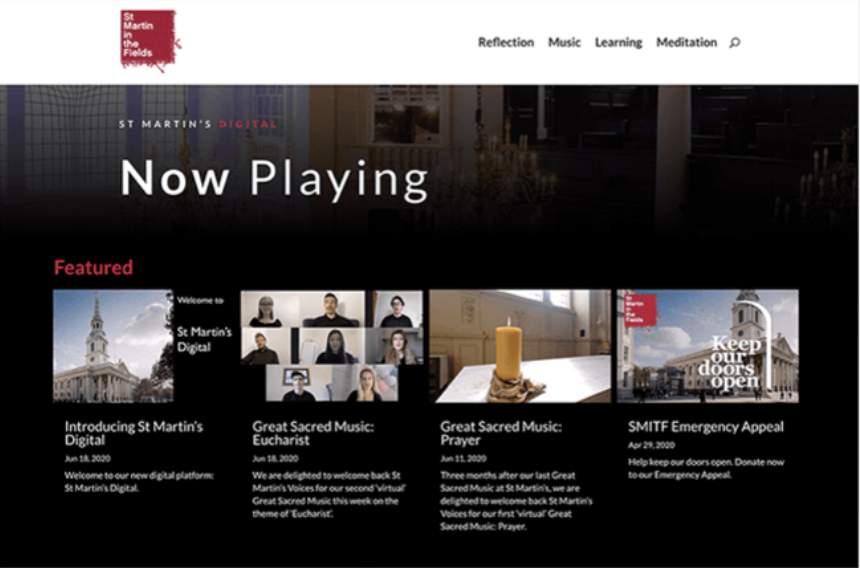 St
Martin
in
the
Fields
Reflection Music Learning Meditation
ST MARTIN'S DIGITAL
Now Playing
Featured
Welcome to
St Martin's
Digital
Introducing St Martin's
Digital
Jun 18, 2020
Welcome to our new digital platform:
St Martin's Digital.
Great Sacred Music:
Eucharist
Jun 18, 2020
We are delighted to welcome back St
Martin's Voices for our second 'virtual'
Great Sacred Music this week on the
theme of 'Eucharist'.
Great Sacred Music:
Prayer
Jun 11, 2020
Three months after our last Great
Sacred Music at St Martin's, we are
delighted to welcome back St Martin's
Voices for our first 'virtual' Great
Sacred Music: Prayer.
St
Martin
in
the
Fields
Keep
our
doors
open
SMITF Emergency Appeal
Apr 29, 2020
Help keep our doors open. Donate now
to our Emergency Appeal.